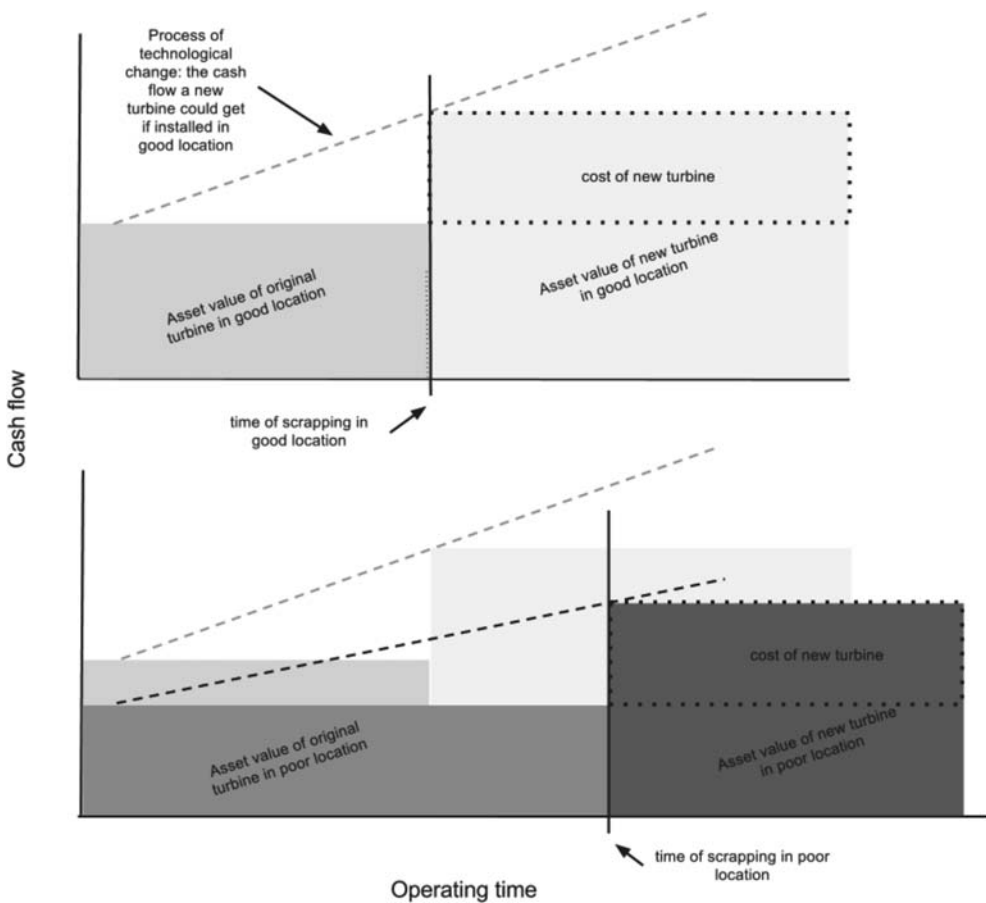 Process of
technological
change: the cash
flow a new
turbine could get
if installed in
good location
cost of new turbine
Asset value of original
turbine in good location
Asset value of new turbine
in good location
time of scrapping in
good location
Cash flow
cost of new turbine
Asset value of original
turbine in poor location
Asset value of new turbine
in poor location
time of scrapping in poor
location
Operating time